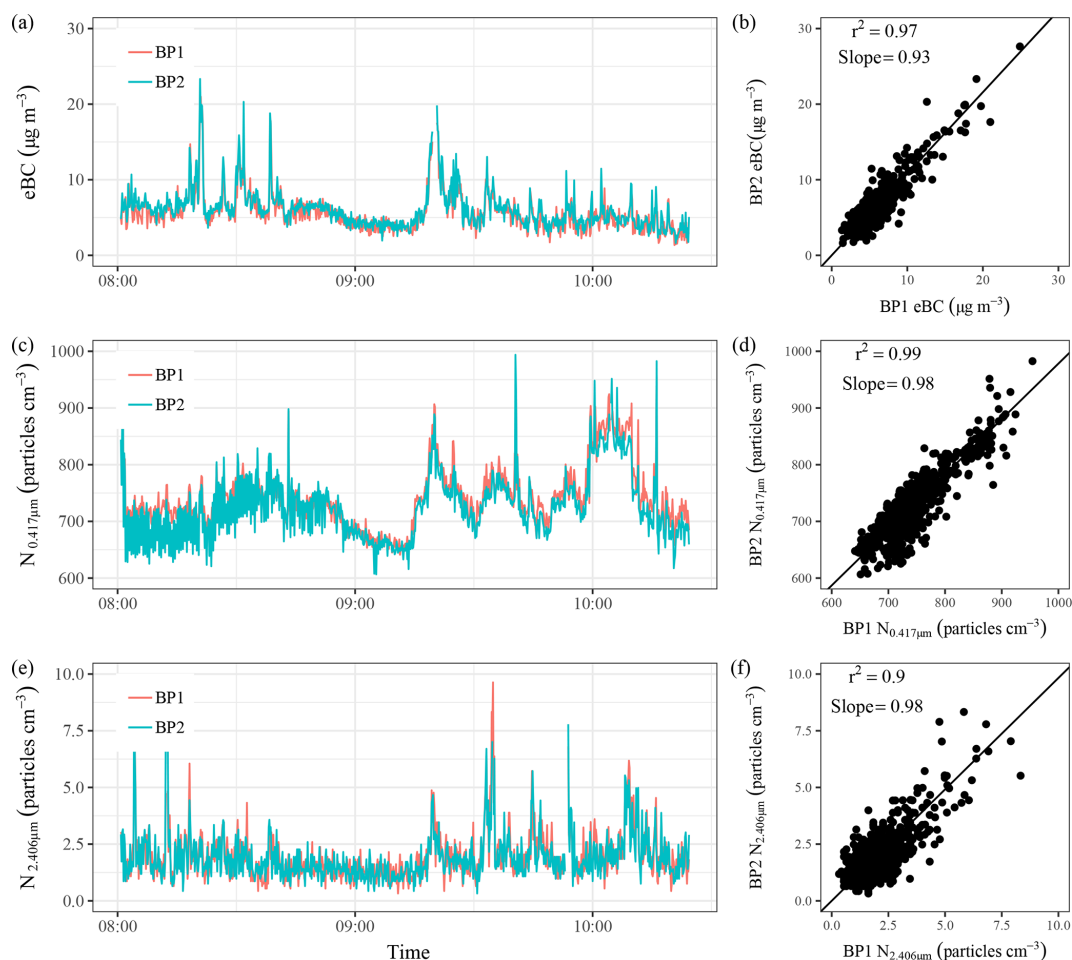 (a)
eBC (μg m⁻³)
30
20
10
0
BP1
BP2
08:00
09:00
10:00
(b)
BP2 eBC(μg m⁻³)
30
20
10
0
r² = 0.97
Slope= 0.93
0
10
20
30
BP1 eBC (μg m⁻³)
(c)
N0.417μm (particles cm⁻³)
1000
900
800
700
600
BP1
BP2
08:00
09:00
10:00
(d)
BP2 N0.417μm (particles cm⁻³)
1000
900
800
700
600
r² = 0.99
Slope= 0.98
600
700
800
900
1000
BP1 N0.417μm (particles cm⁻³)
(e)
N2.406μm (particles cm⁻³)
10.0
7.5
5.0
2.5
0.0
BP1
BP2
08:00
09:00
10:00
Time
(f)
BP2 N2.406μm (particles cm⁻³)
10.0
7.5
5.0
2.5
0.0
r² = 0.9
Slope= 0.98
0.0
2.5
5.0
7.5
10.0
BP1 N2.406μm (particles cm⁻³)